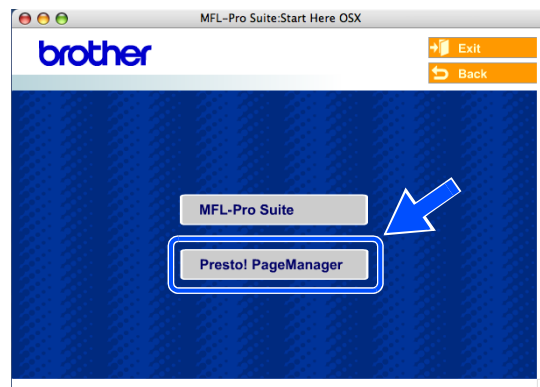 MFL-Pro Suite:Start Here OSX
brother
Exit
Back
MFL-Pro Suite
Presto! PageManager